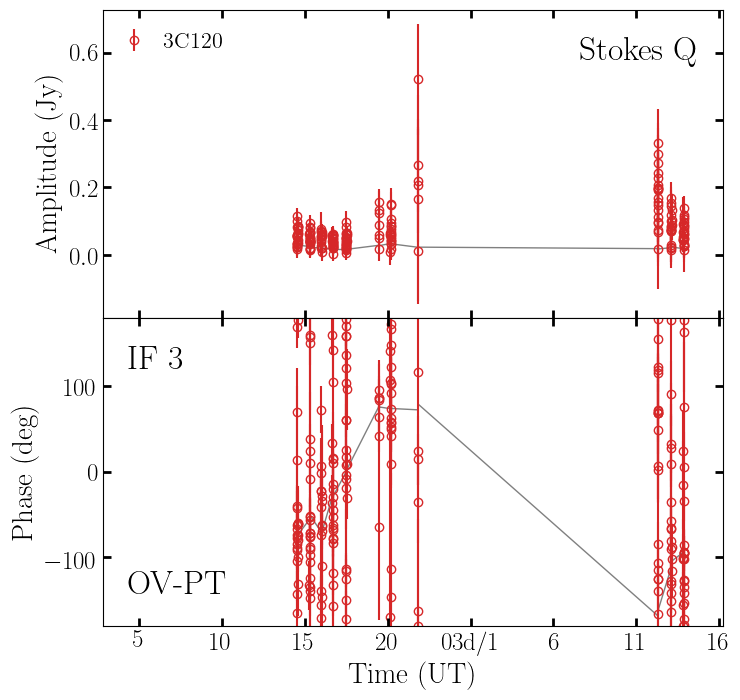 3C120
Stokes Q
0.6
0.4
0.2
0.0
Amplitude (Jy)
IF 3
100
0
−100
Phase (deg)
OV-PT
5 10 15 20 03d/1 6 11 16
Time (UT)